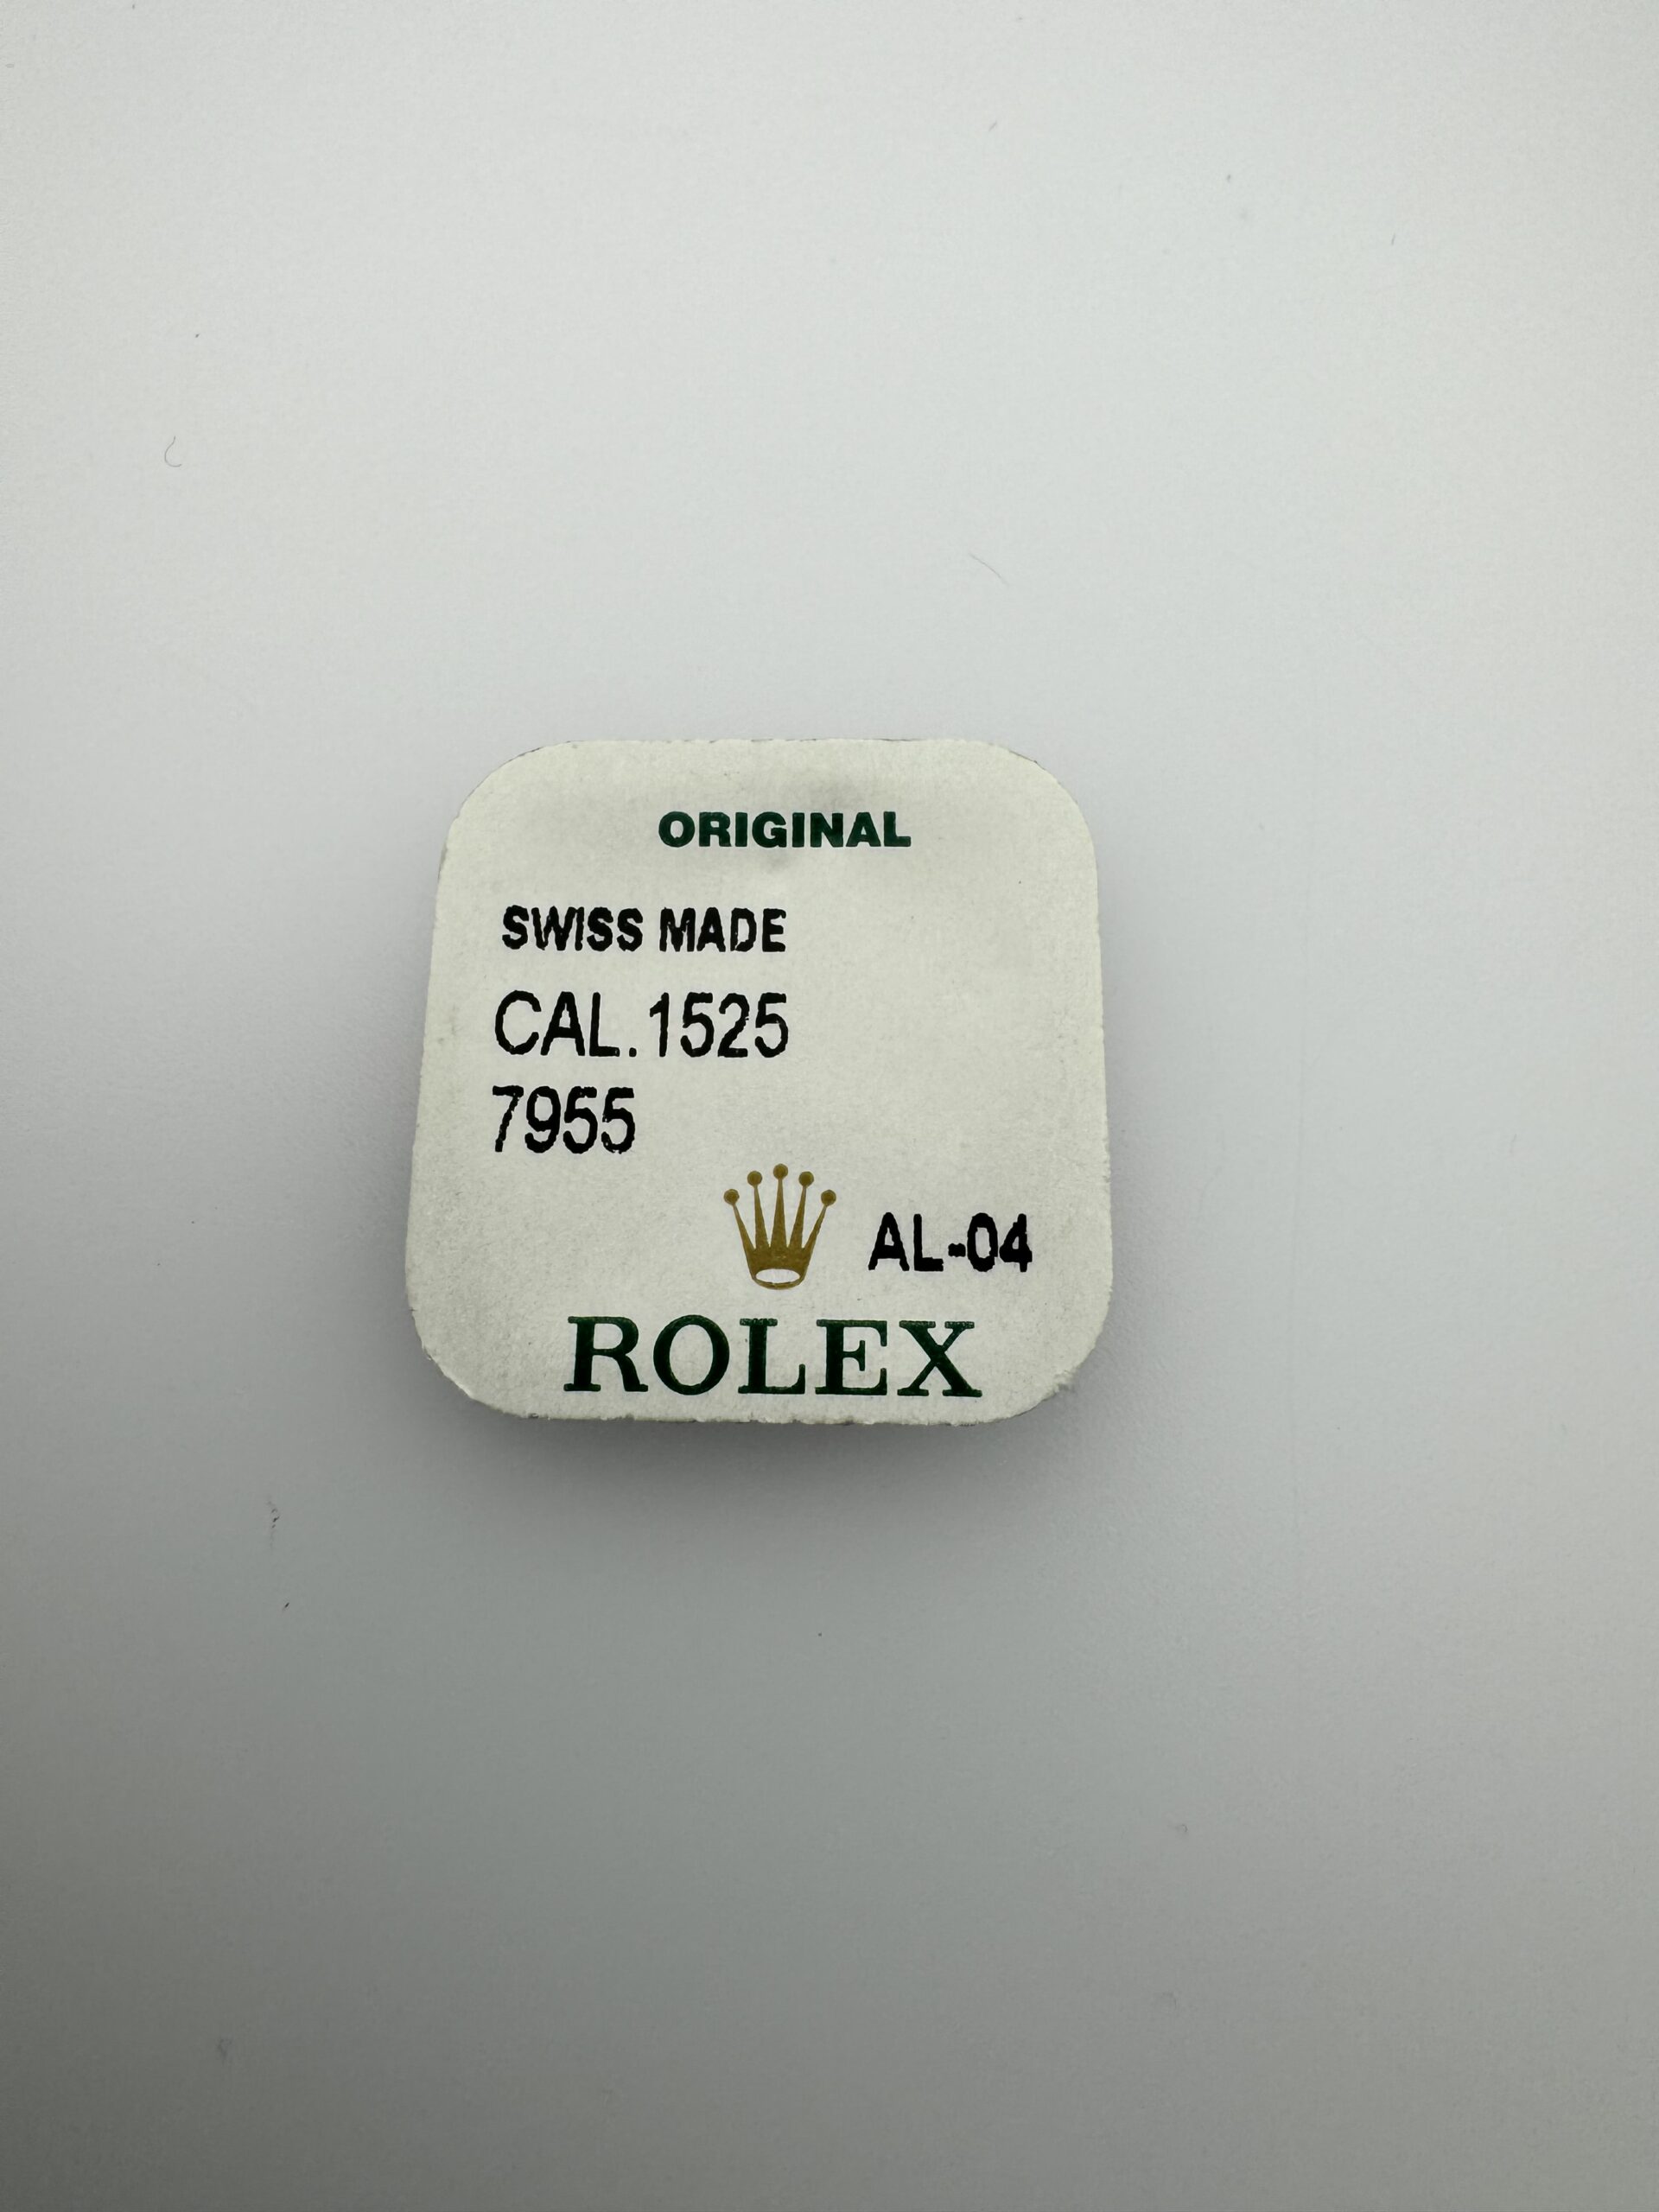 ORIGINAL
SWISS MADE
CAL.1525
7955
AL-04
ROLEX